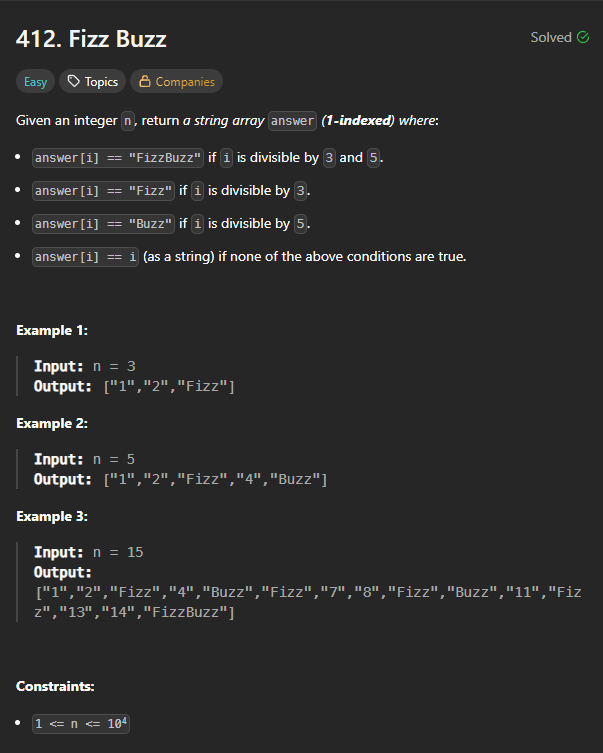 412. Fizz Buzz
Solved
Easy
Topics
Companies
Given an integer n, return a string array answer (1-indexed) where:
• answer[i] == "FizzBuzz" if i is divisible by 3 and 5.
• answer[i] == "Fizz" if i is divisible by 3.
• answer[i] == "Buzz" if i is divisible by 5.
• answer[i] == i (as a string) if none of the above conditions are true.
Example 1:
Input: n = 3
Output: ["1","2","Fizz"]
Example 2:
Input: n = 5
Output: ["1","2","Fizz","4","Buzz"]
Example 3:
Input: n = 15
Output:
["1","2","Fizz","4","Buzz","Fizz","7","8","Fizz","Buzz","11","Fiz
z","13","14","FizzBuzz"]
Constraints:
• 1 <= n <= 10⁴